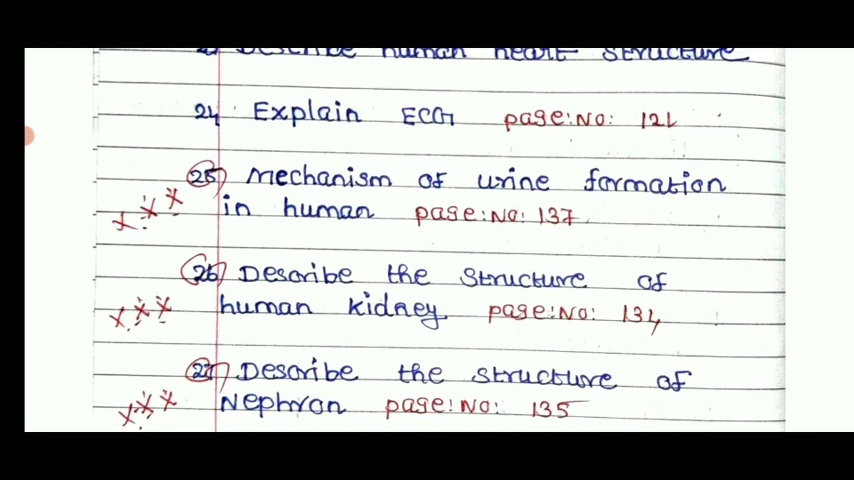 Describe human heart structure
24 Explain ECG page:No: 121
25) Mechanism of urine formation
in human page:No: 137
26) Describe the structure of
human kidney page:No: 134
27) Describe the structure of
Nephron page:No: 135